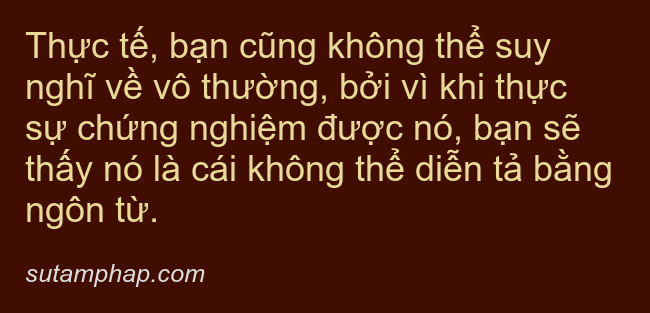 Thực tế, bạn cũng không thể suy
nghĩ về vô thường, bởi vì khi thực
sự chứng nghiệm được nó, bạn sẽ
thấy nó là cái không thể diễn tả bằng
ngôn từ.
sutamphap.com